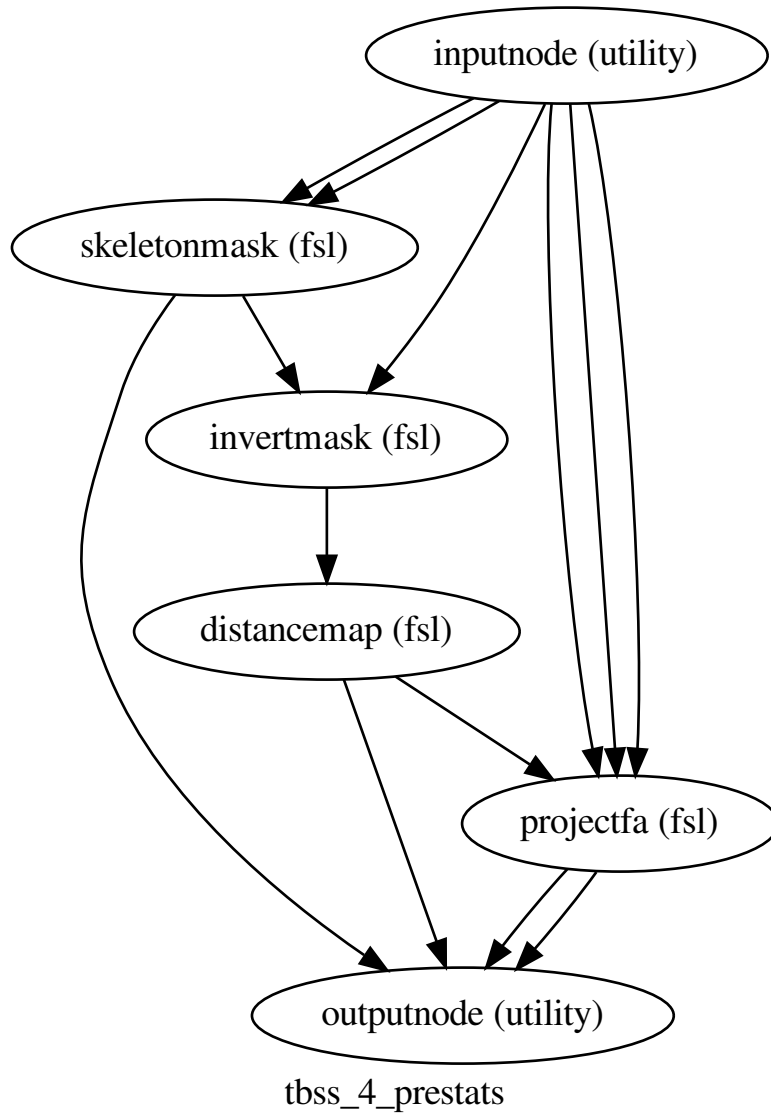 inputnode (utility)
skeletonmask (fsl)
invertmask (fsl)
distancemap (fsl)
projectfa (fsl)
outputnode (utility)
tbss_4_prestats